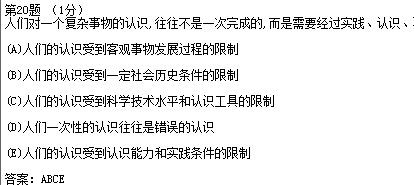 第20题 （1分）
人们对一个复杂事物的认识,往往不是一次完成的,而是需要经过实践、认识、
(A)人们的认识受到客观事物发展过程的限制
(B)人们的认识受到一定社会历史条件的限制
(C)人们的认识受到科学技术水平和认识工具的限制
(D)人们一次性的认识往往是错误的认识
(E)人们的认识受到认识能力和实践条件的限制
答案: ABCE